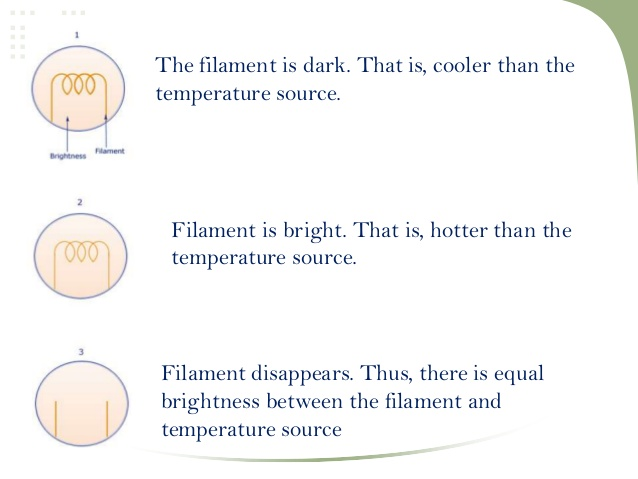 1
The filament is dark. That is, cooler than the
temperature source.
Brightness
Filament
2
Filament is bright. That is, hotter than the
temperature source.
3
Filament disappears. Thus, there is equal
brightness between the filament and
temperature source